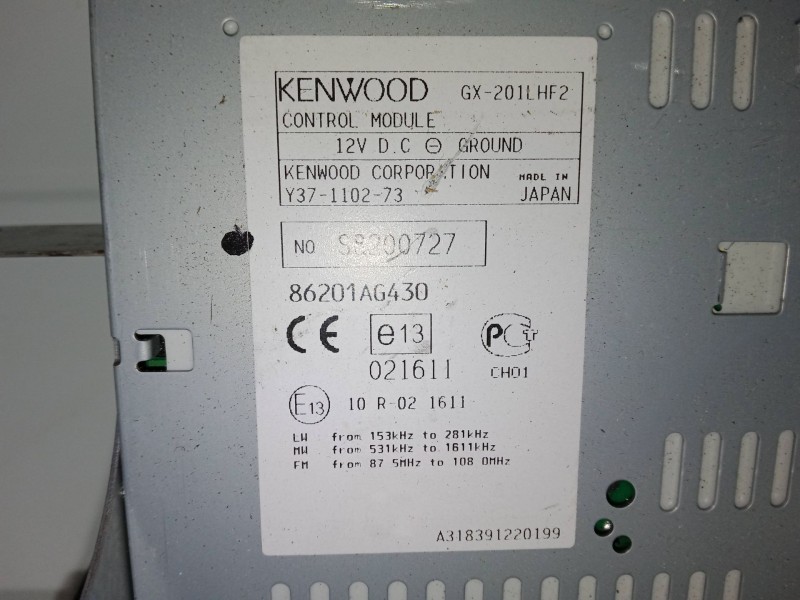 KENWOOD GX-201LHF2
CONTROL MODULE
12V D.C ⊖ GROUND
KENWOOD CORPORATION MADE IN
Y37-1102-73 JAPAN
NO S8200727
86201AG430
CE e13 PCT
021611 CH01
E13 10 R-02 1611
LW from 153kHz to 281kHz
MW from 531kHz to 1611kHz
FM from 87.5MHz to 108.0MHz
A318391220199